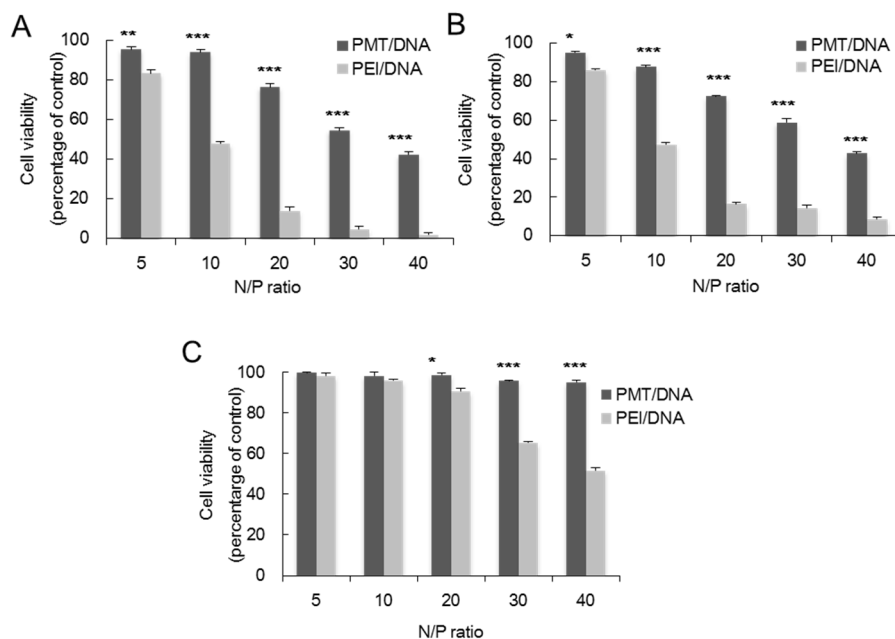 A
100
80
60
40
20
0
Cell viability
(percentage of control)
** *** *** *** ***
PMT/DNA
PEI/DNA
5 10 20 30 40
N/P ratio
B
100
80
60
40
20
0
Cell viability
(percentage of control)
* *** *** *** ***
PMT/DNA
PEI/DNA
5 10 20 30 40
N/P ratio
C
100
80
60
40
20
0
Cell viability
(percentarge of control)
* *** ***
PMT/DNA
PEI/DNA
5 10 20 30 40
N/P ratio